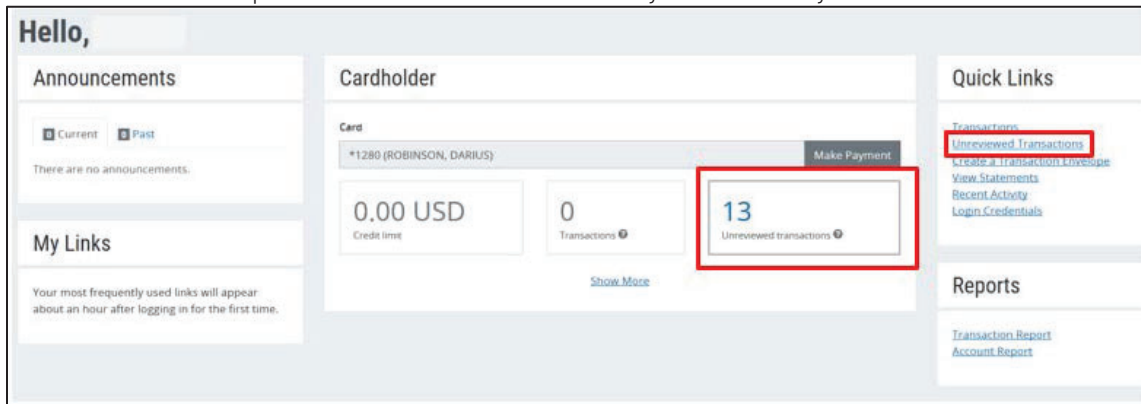 Hello,
Announcements
0 Current 0 Past
There are no announcements.
My Links
Your most frequently used links will appear
about an hour after logging in for the first time.
Cardholder
Card
*1280 (ROBINSON, DARIUS)
Make Payment
0.00 USD
Credit limit
0
Transactions ?
13
Unreviewed transactions ?
Show More
Quick Links
Transactions
Unreviewed Transactions
Create a Transaction Envelope
View Statements
Recent Activity
Login Credentials
Reports
Transaction Report
Account Report